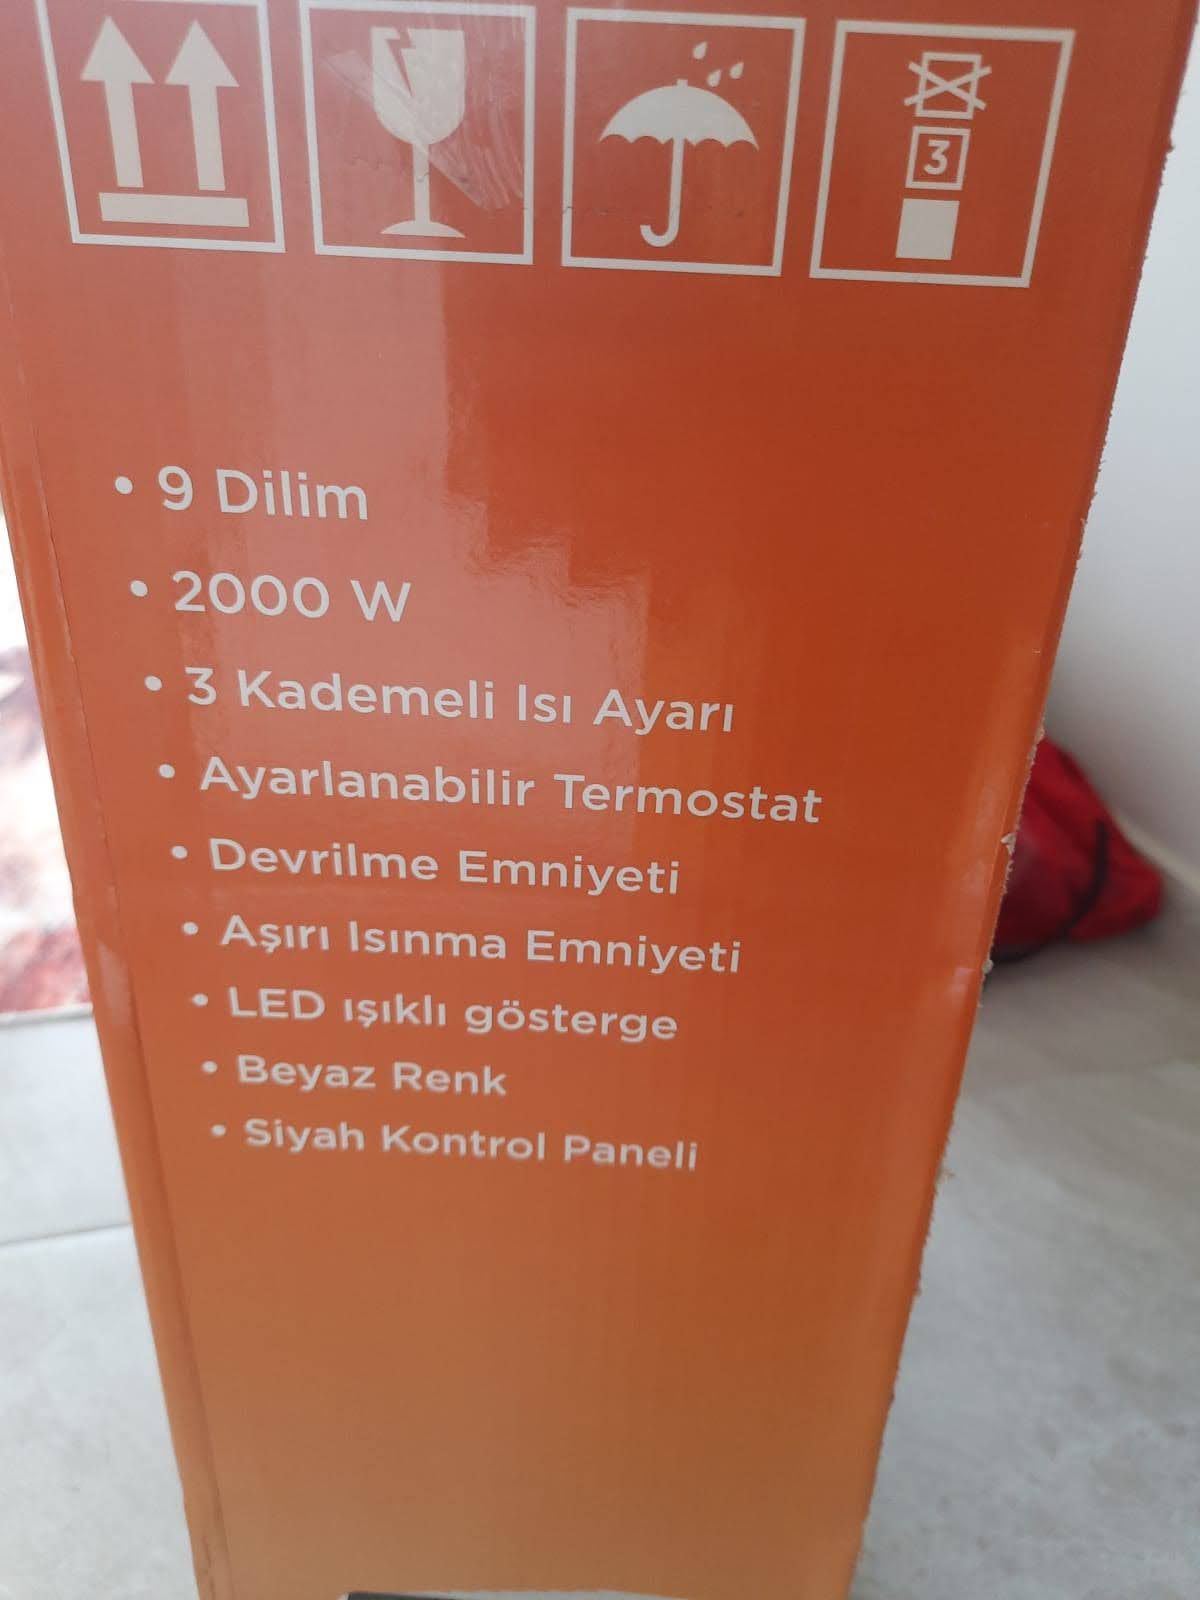 3
• 9 Dilim
• 2000 W
• 3 Kademeli Isı Ayarı
• Ayarlanabilir Termostat
• Devrilme Emniyeti
• Aşırı Isınma Emniyeti
• LED ışıklı gösterge
• Beyaz Renk
• Siyah Kontrol Paneli